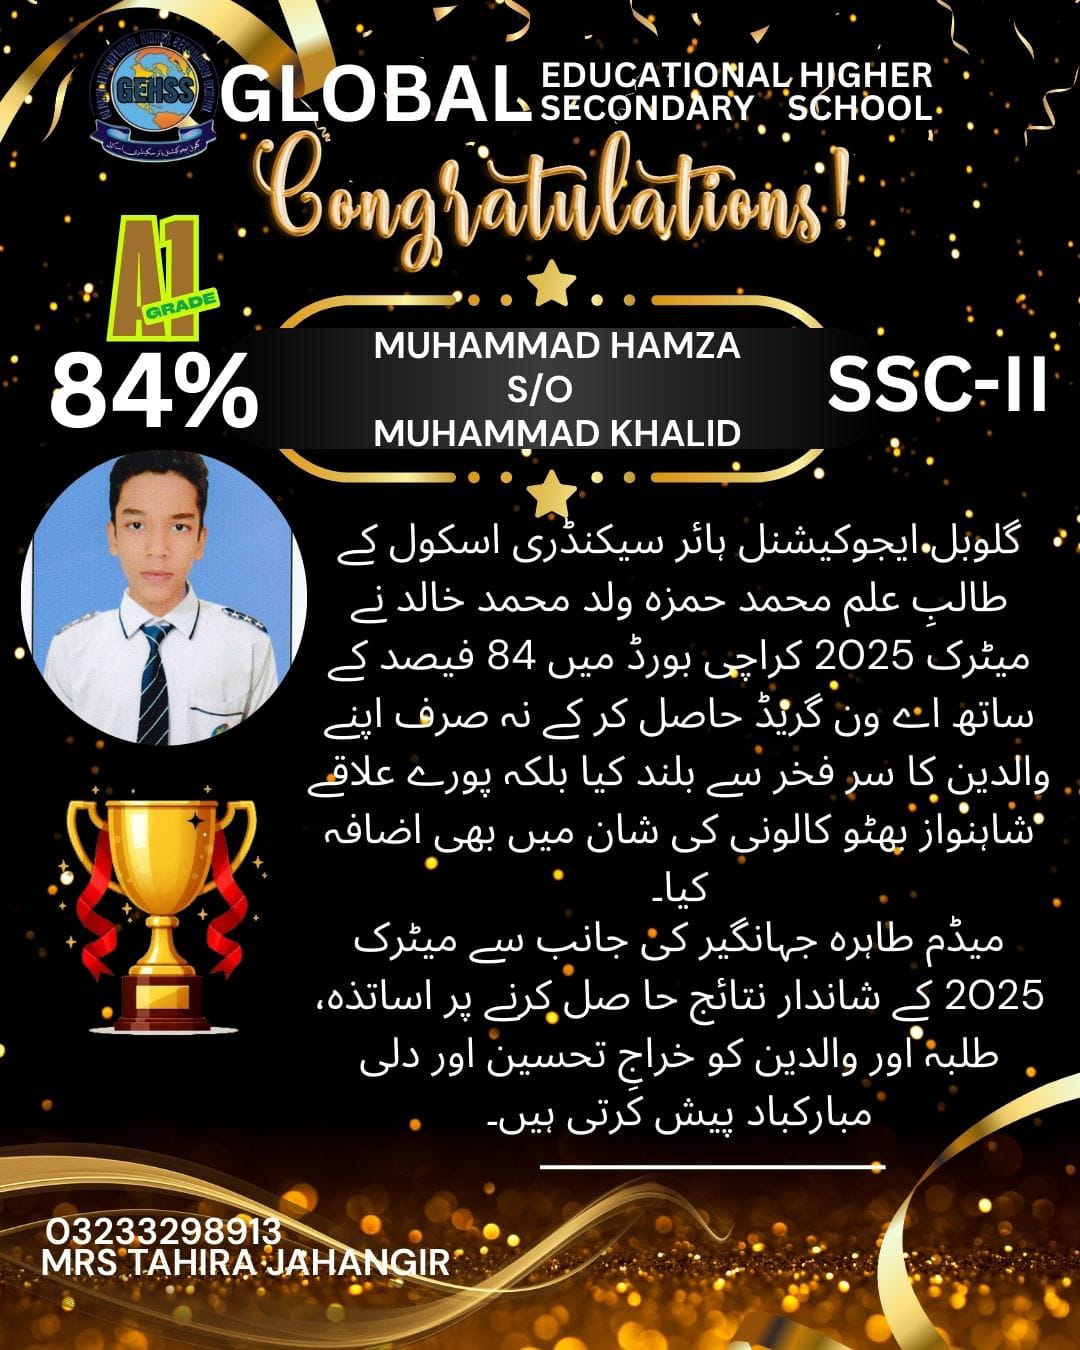 GEHSS
GLOBAL EDUCATIONAL HIGHER
SECONDARY SCHOOL
Congratulations!
A1
GRADE
84%
MUHAMMAD HAMZA
S/O
MUHAMMAD KHALID
SSC-II
گلوبل ایجوکیشنل ہائر سیکنڈری اسکول کے
طالبِ علم محمد حمزہ ولد محمد خالد نے
میٹرک 2025 کراچی بورڈ میں 84 فیصد کے
ساتھ اے ون گریڈ حاصل کر کے نہ صرف اپنے
والدین کا سر فخر سے بلند کیا بلکہ پورے علاقے
شاہنواز بھٹو کالونی کی شان میں بھی اضافہ
کیا۔
میڈم طاہرہ جہانگیر کی جانب سے میٹرک
2025 کے شاندار نتائج حا صل کرنے پر اساتذہ،
طلبہ اور والدین کو خراجِ تحسین اور دلی
مبارکباد پیش کرتی ہیں۔
03233298913
MRS TAHIRA JAHANGIR